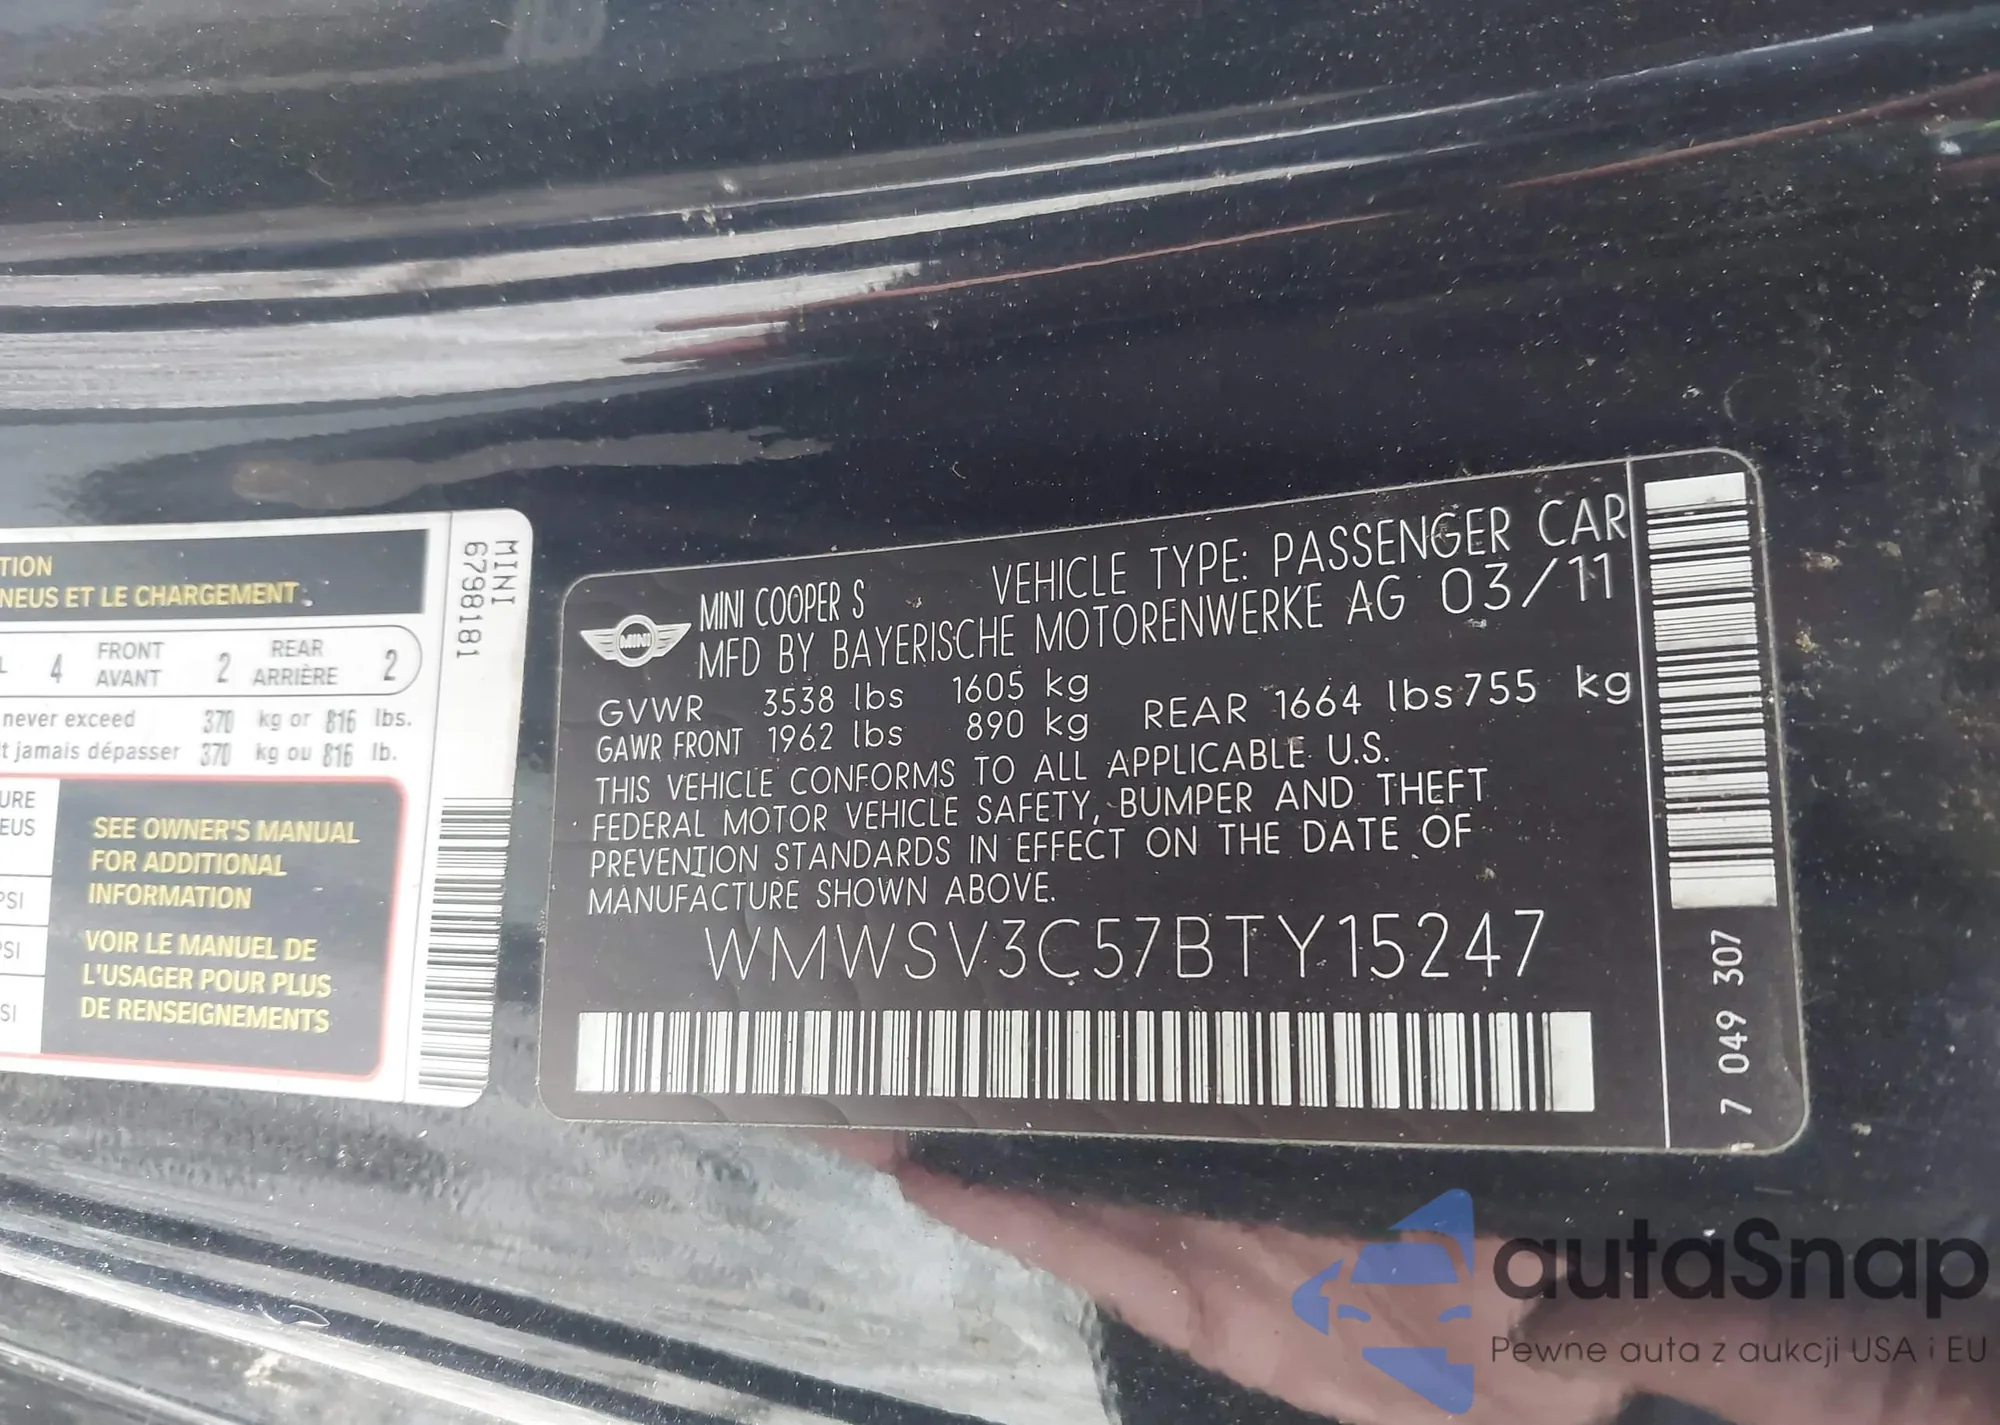 TION
NEUS ET LE CHARGEMENT
4 FRONT AVANT 2 REAR ARRIÈRE 2
never exceed 370 kg or 816 lbs.
t jamais dépasser 370 kg ou 816 lb.
URE
EUS
PSI
PSI
SI
SEE OWNER'S MANUAL
FOR ADDITIONAL
INFORMATION
VOIR LE MANUEL DE
L'USAGER POUR PLUS
DE RENSEIGNEMENTS
MINI
6798181
MINI
MINI COOPER S VEHICLE TYPE: PASSENGER CAR
MFD BY BAYERISCHE MOTORENWERKE AG 03/11
GVWR 3538 lbs 1605 kg
GAWR FRONT 1962 lbs 890 kg REAR 1664 lbs 755 kg
THIS VEHICLE CONFORMS TO ALL APPLICABLE U.S.
FEDERAL MOTOR VEHICLE SAFETY, BUMPER AND THEFT
PREVENTION STANDARDS IN EFFECT ON THE DATE OF
MANUFACTURE SHOWN ABOVE.
WMWSV3C57BTY15247
7 049 307
autaSnap
Pewne auta z aukcji USA i EU